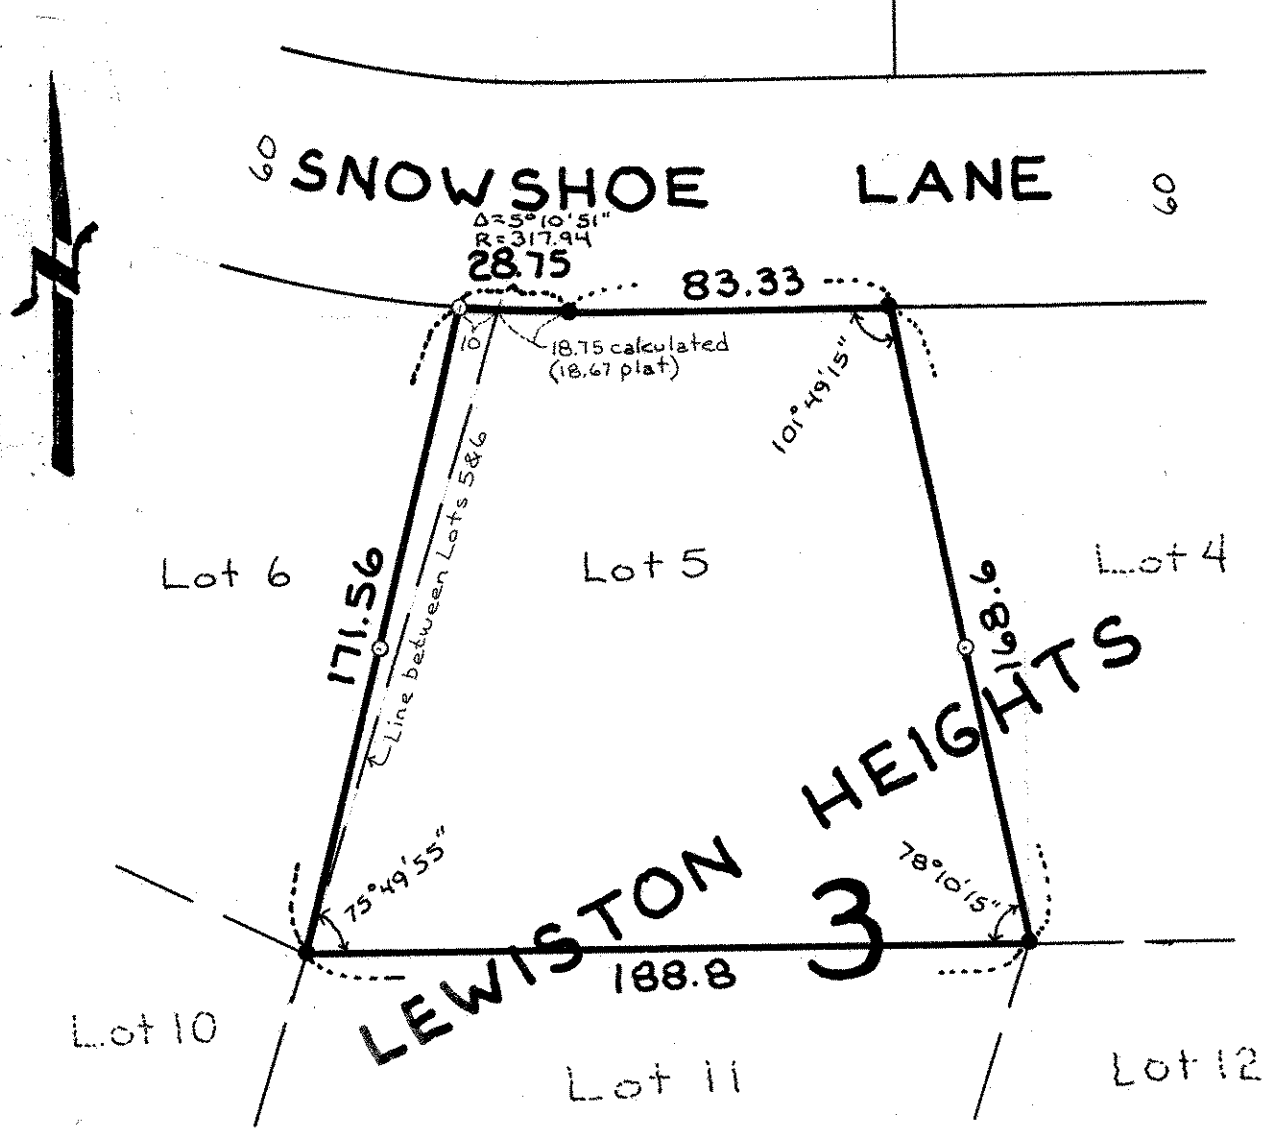 60
SNOWSHOE LANE
60
Δ=5°10'51"
R=317.94
28.75
83.33
10
18.75 calculated
(18.67 plat)
101°49'15"
Line between Lots 5&6
Lot 6
171.56
Lot 5
168.6
Lot 4
75°49'55"
78°10'15"
LEWISTON HEIGHTS
3
188.8
Lot 10
Lot 11
Lot 12